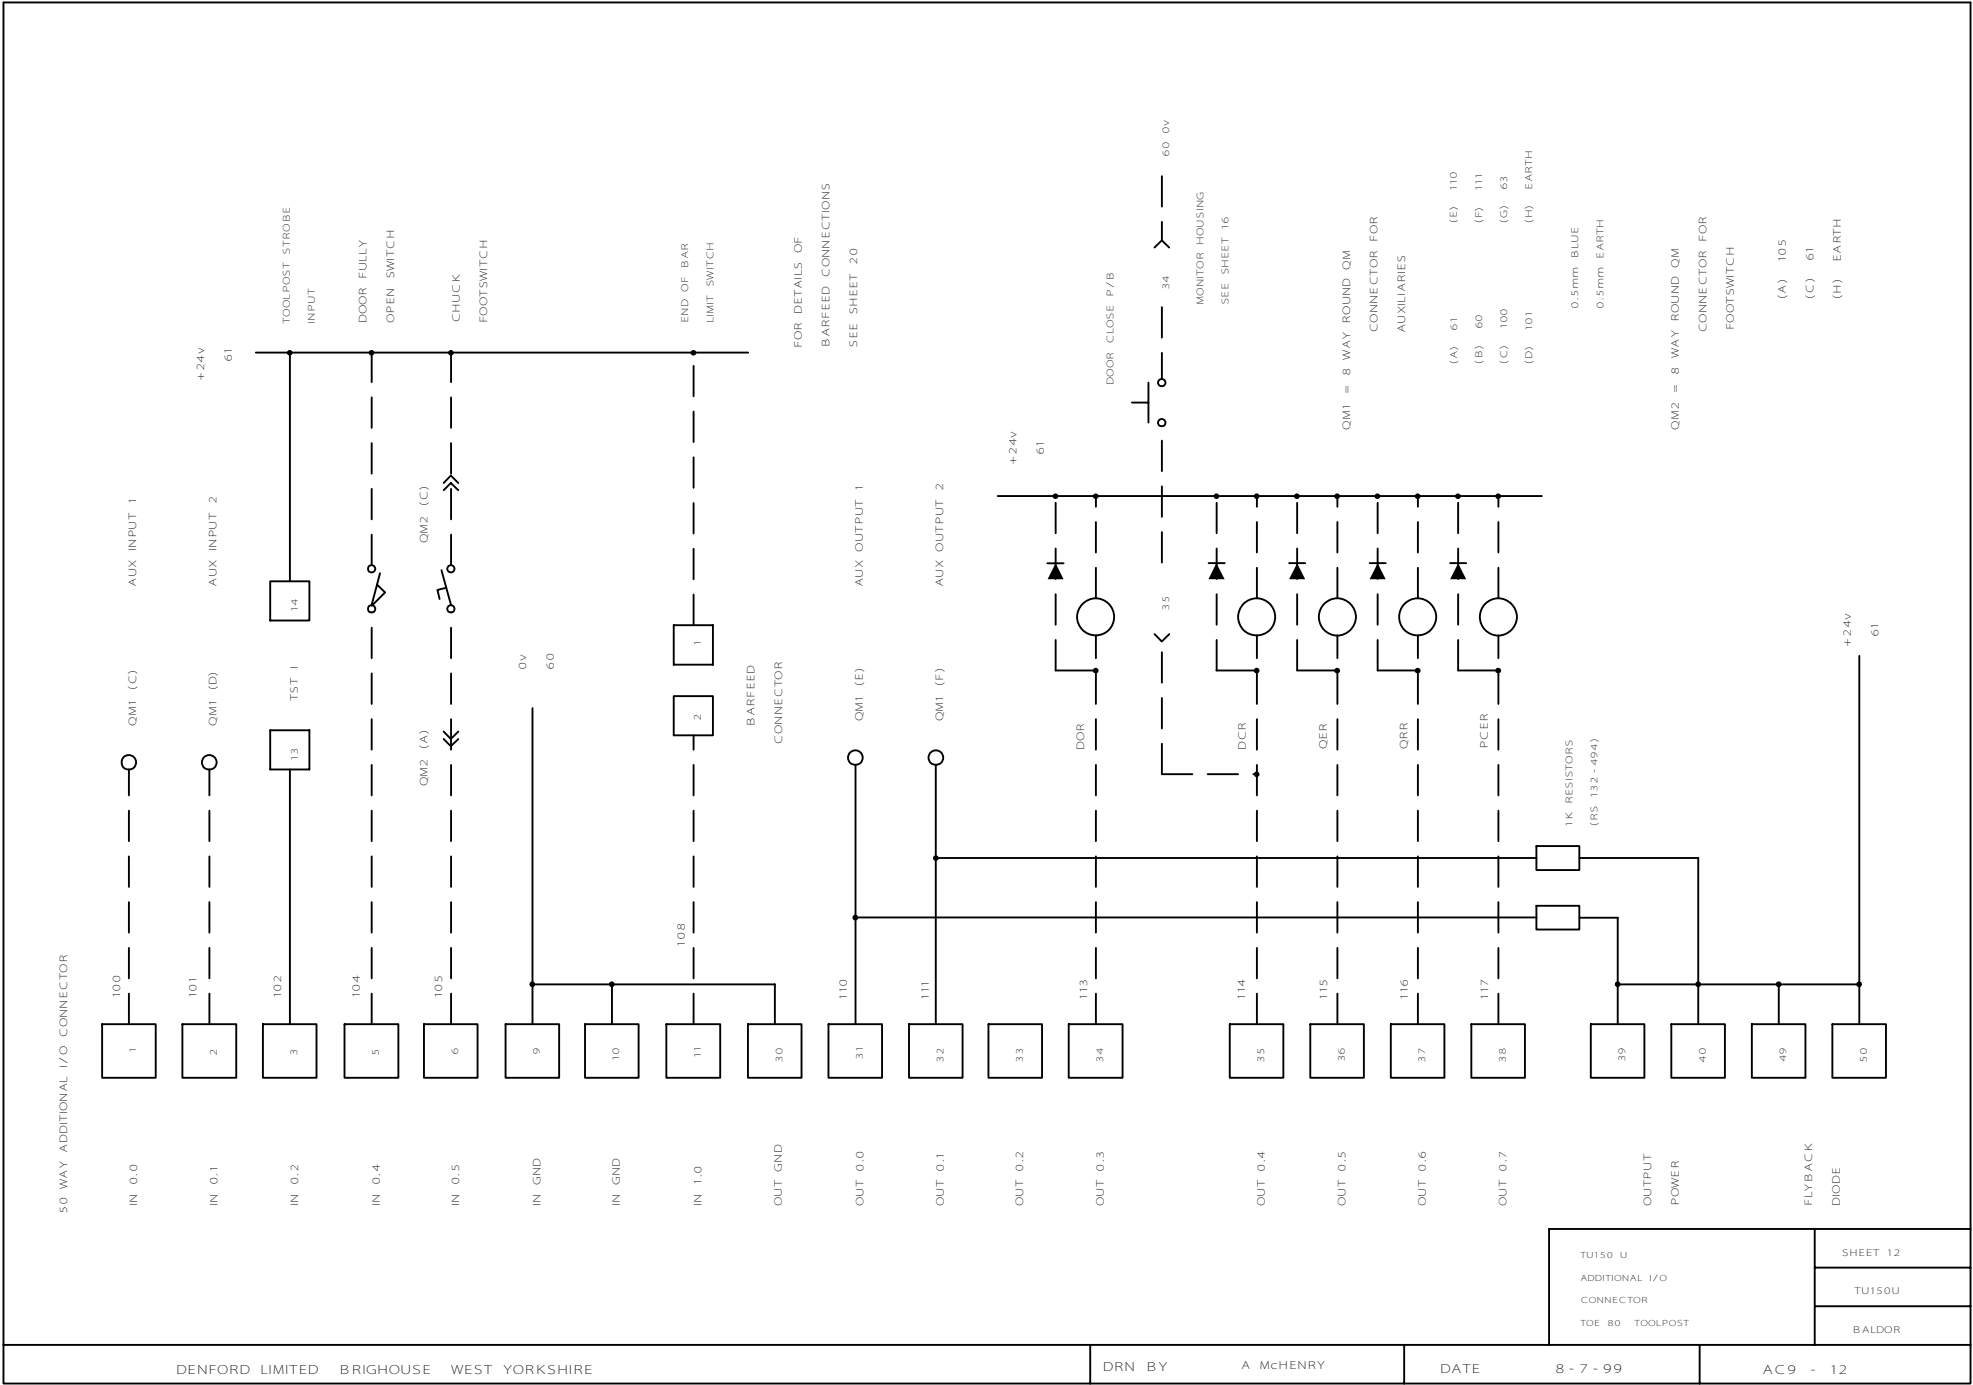 60 0v
34
MONITOR HOUSING
SEE SHEET 16
DOOR CLOSE P/B
TOOLPOST STROBE
INPUT
DOOR FULLY
OPEN SWITCH
CHUCK
FOOTSWITCH
END OF BAR
LIMIT SWITCH
FOR DETAILS OF
BARFEED CONNECTIONS
SEE SHEET 20
QM1 = 8 WAY ROUND QM
CONNECTOR FOR
AUXILIARIES
(A) 61 (E) 110
(B) 60 (F) 111
(C) 100 (G) 63
(D) 101 (H) EARTH
0.5mm BLUE
0.5mm EARTH
QM2 = 8 WAY ROUND QM
CONNECTOR FOR
FOOTSWITCH
(A) 105
(C) 61
(H) EARTH
+24v
61
+24v
61
AUX INPUT 1
AUX INPUT 2
QM2 (C)
AUX OUTPUT 1
AUX OUTPUT 2
14
35
1
+24v
61
QM1 (C)
QM1 (D)
TST I
13
QM2 (A)
0v
60
2
BARFEED
CONNECTOR
QM1 (E)
QM1 (F)
DOR
DCR
QER
QRR
PCER
1K RESISTORS
(RS 132-494)
50 WAY ADDITIONAL I/O CONNECTOR
100
101
102
104
105
108
110
111
113
114
115
116
117
1
2
3
5
6
9
10
11
30
31
32
33
34
35
36
37
38
39
40
49
50
IN 0.0
IN 0.1
IN 0.2
IN 0.4
IN 0.5
IN GND
IN GND
IN 1.0
OUT GND
OUT 0.0
OUT 0.1
OUT 0.2
OUT 0.3
OUT 0.4
OUT 0.5
OUT 0.6
OUT 0.7
OUTPUT
POWER
FLYBACK
DIODE
TU150 U
ADDITIONAL I/O
CONNECTOR
TOE 80 TOOLPOST
SHEET 12
TU150U
BALDOR
DENFORD LIMITED BRIGHOUSE WEST YORKSHIRE
DRN BY A McHENRY
DATE 8-7-99
AC9 - 12